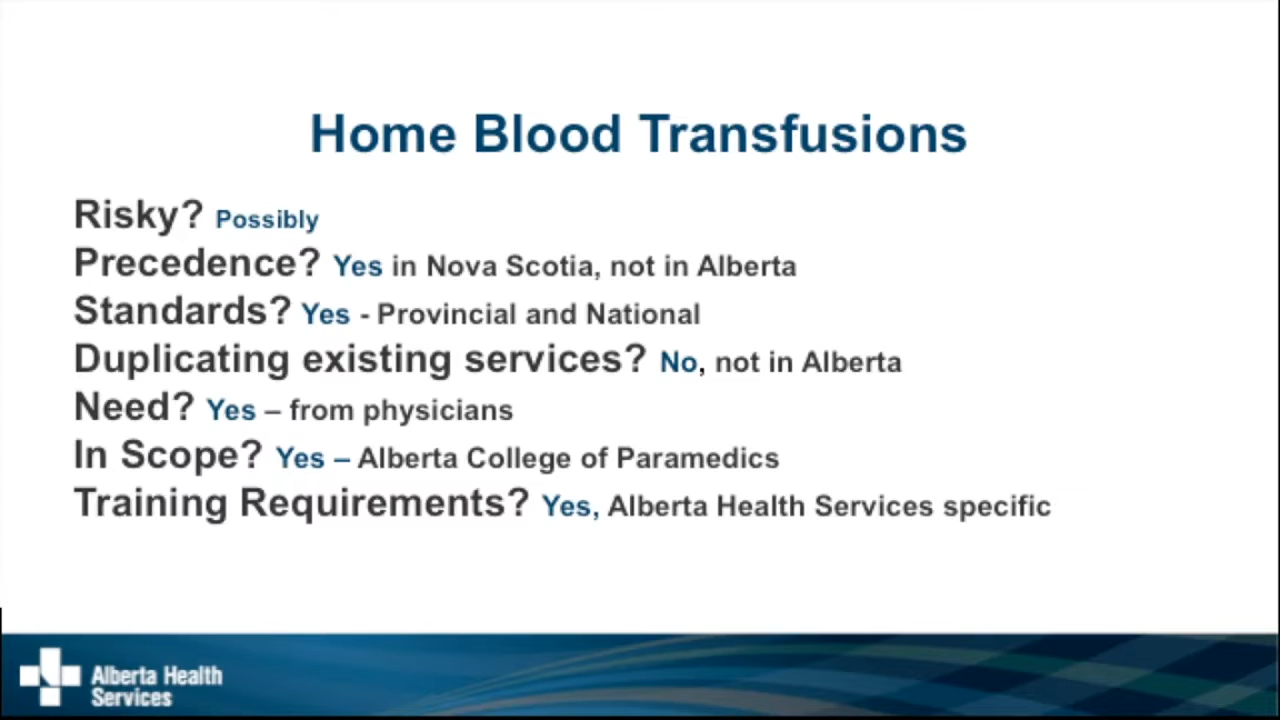 Home Blood Transfusions
Risky? Possibly
Precedence? Yes in Nova Scotia, not in Alberta
Standards? Yes - Provincial and National
Duplicating existing services? No, not in Alberta
Need? Yes – from physicians
In Scope? Yes – Alberta College of Paramedics
Training Requirements? Yes, Alberta Health Services specific
Alberta Health
Services